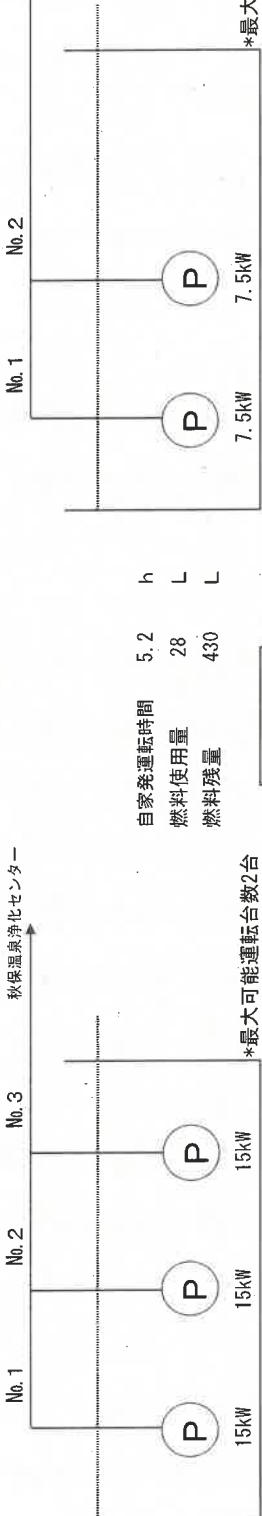 秋保温泉浄化センター
No. 1
No. 2
No. 3
P
P
P
15kW
15kW
15kW
*最大可能運転台数2台
自家発運転時間 5.2 h
燃料使用量 28 L
燃料残量 430 L
No. 1
No. 2
P
P
7.5kW
7.5kW
*最大